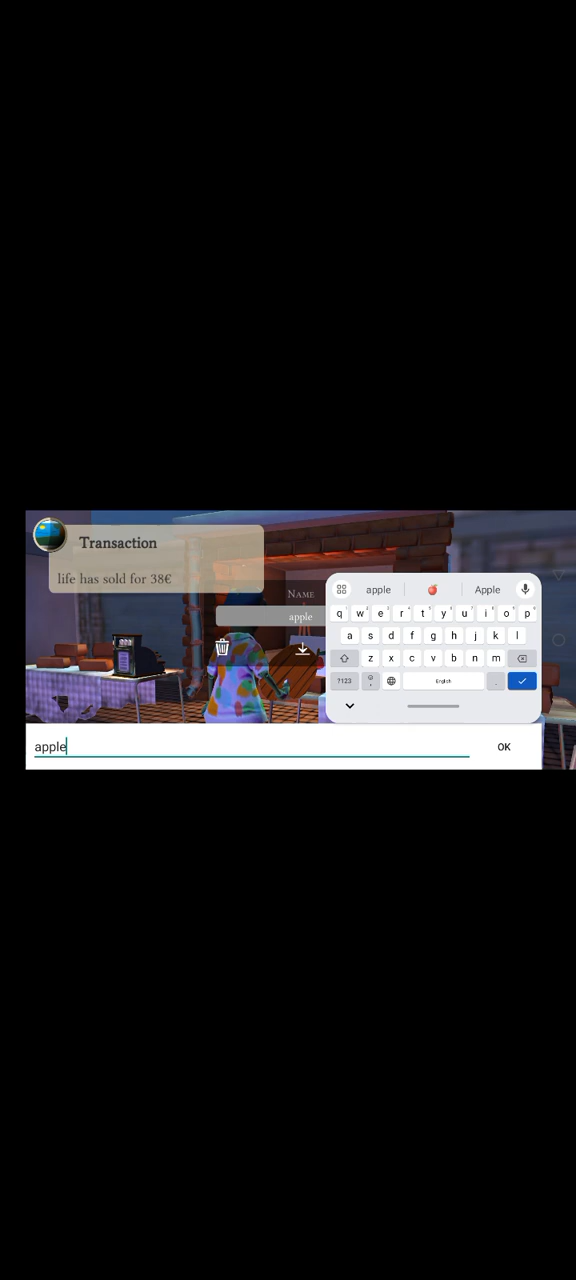 Transaction
life has sold for 38€
NAME
apple
apple Apple
q w e r t y u i o p
a s d f g h j k l
z x c v b n m
?123 English .
apple
OK